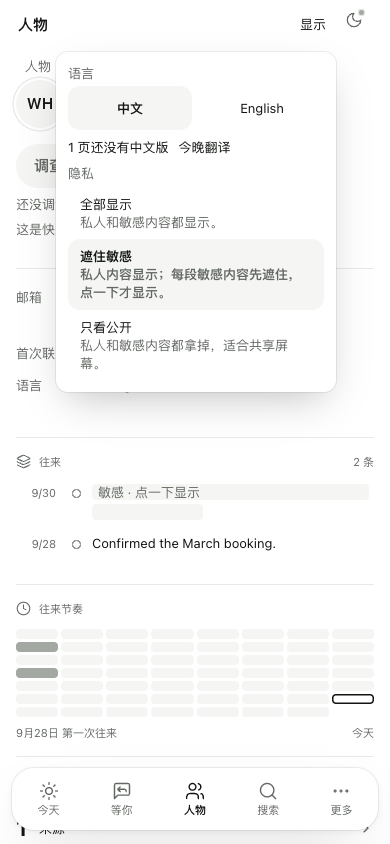 人物
显示
人物
WH
语言
中文
English
1 页还没有中文版 今晚翻译
隐私
全部显示
私人和敏感内容都显示。
遮住敏感
私人内容显示；每段敏感内容先遮住，
点一下才显示。
只看公开
私人和敏感内容都拿掉，适合共享屏
幕。
还没调
这是快
邮箱
首次联
语言
往来
2 条
9/30
敏感 · 点一下显示
9/28
Confirmed the March booking.
往来节奏
9月28日 第一次往来
今天
今天
等你
人物
搜索
更多